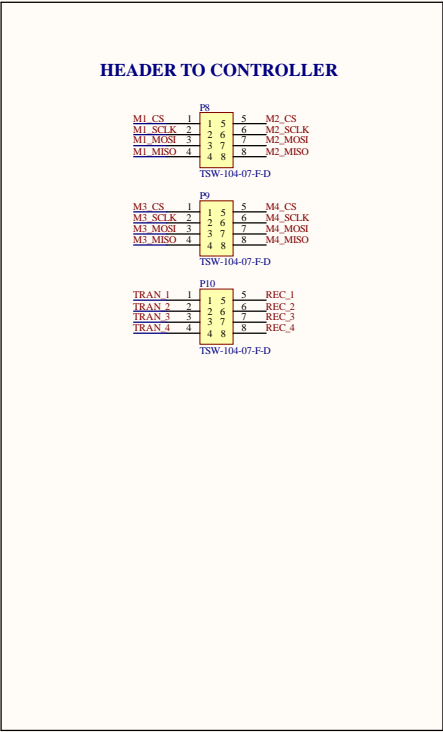 HEADER TO CONTROLLER
P8
M1_CS 1 1 5 5 M2_CS
M1_SCLK 2 2 6 6 M2_SCLK
M1_MOSI 3 3 7 7 M2_MOSI
M1_MISO 4 4 8 8 M2_MISO
TSW-104-07-F-D
P9
M3_CS 1 1 5 5 M4_CS
M3_SCLK 2 2 6 6 M4_SCLK
M3_MOSI 3 3 7 7 M4_MOSI
M3_MISO 4 4 8 8 M4_MISO
TSW-104-07-F-D
P10
TRAN_1 1 1 5 5 REC_1
TRAN_2 2 2 6 6 REC_2
TRAN_3 3 3 7 7 REC_3
TRAN_4 4 4 8 8 REC_4
TSW-104-07-F-D